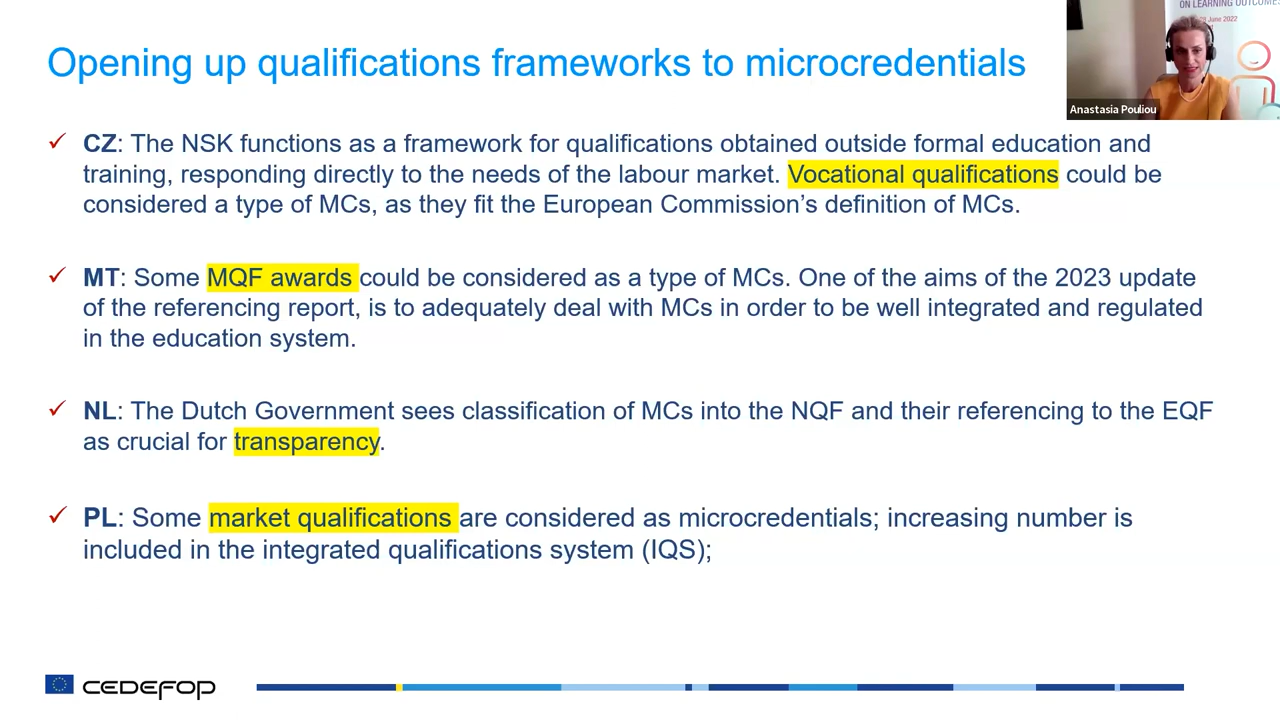 Opening up qualifications frameworks to microcredentials
ON LEARNING OUTCOMES
June 2022
Anastasia Pouliou
✓ CZ: The NSK functions as a framework for qualifications obtained outside formal education and
training, responding directly to the needs of the labour market. Vocational qualifications could be
considered a type of MCs, as they fit the European Commission's definition of MCs.
✓ MT: Some MQF awards could be considered as a type of MCs. One of the aims of the 2023 update
of the referencing report, is to adequately deal with MCs in order to be well integrated and regulated
in the education system.
✓ NL: The Dutch Government sees classification of MCs into the NQF and their referencing to the EQF
as crucial for transparency.
✓ PL: Some market qualifications are considered as microcredentials; increasing number is
included in the integrated qualifications system (IQS);
CEDEFOP